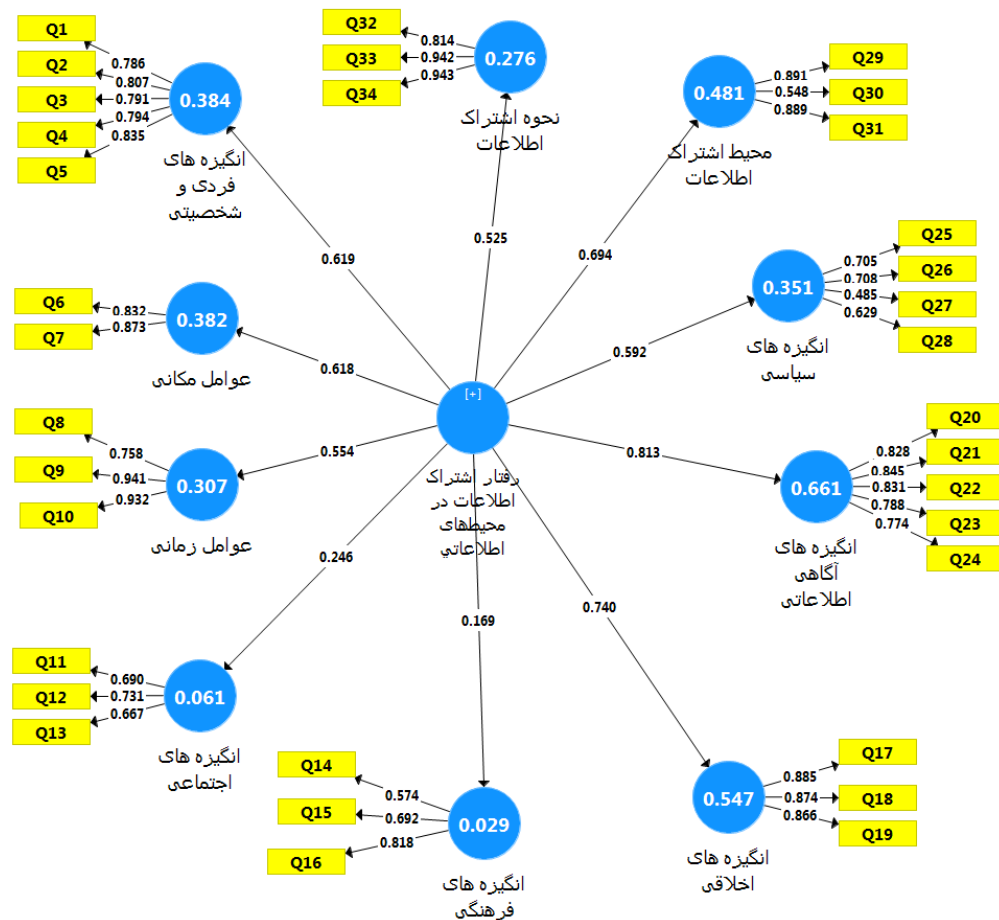 Q1
Q2
Q3
Q4
Q5
0.786
0.807
0.791
0.794
0.835
0.384
انگیزه های
فردی و
شخصیتی
Q32
Q33
Q34
0.814
0.942
0.943
0.276
نحوه اشتراک
اطلاعات
0.481
محیط اشتراک
اطلاعات
0.891
0.548
0.889
Q29
Q30
Q31
0.619
0.525
0.694
Q6
Q7
0.832
0.873
0.382
عوامل مکانی
0.618
0.592
0.351
انگیزه های
سیاسی
0.705
0.708
0.485
0.629
Q25
Q26
Q27
Q28
[+]
رفتار اشتراک
اطلاعات در
محیط‌های
اطلاعاتي
Q8
Q9
Q10
0.758
0.941
0.932
0.307
عوامل زمانی
0.554
0.813
0.661
انگیزه های
آگاهی
اطلاعاتی
0.828
0.845
0.831
0.788
0.774
Q20
Q21
Q22
Q23
Q24
0.246
0.169
0.740
Q11
Q12
Q13
0.690
0.731
0.667
0.061
انگیزه های
اجتماعی
Q14
Q15
Q16
0.574
0.692
0.818
0.029
انگیزه های
فرهنگی
0.547
انگیزه های
اخلاقی
0.885
0.874
0.866
Q17
Q18
Q19